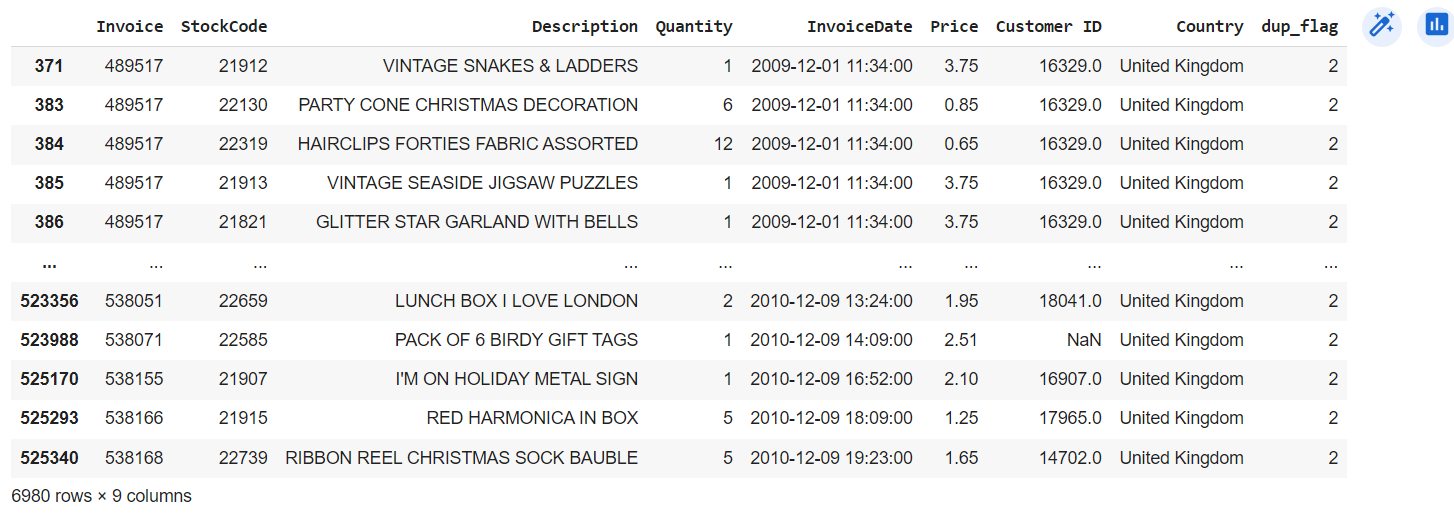 Invoice StockCode Description Quantity InvoiceDate Price Customer ID Country dup_flag
371 489517 21912 VINTAGE SNAKES & LADDERS 1 2009-12-01 11:34:00 3.75 16329.0 United Kingdom 2
383 489517 22130 PARTY CONE CHRISTMAS DECORATION 6 2009-12-01 11:34:00 0.85 16329.0 United Kingdom 2
384 489517 22319 HAIRCLIPS FORTIES FABRIC ASSORTED 12 2009-12-01 11:34:00 0.65 16329.0 United Kingdom 2
385 489517 21913 VINTAGE SEASIDE JIGSAW PUZZLES 1 2009-12-01 11:34:00 3.75 16329.0 United Kingdom 2
386 489517 21821 GLITTER STAR GARLAND WITH BELLS 1 2009-12-01 11:34:00 3.75 16329.0 United Kingdom 2
... ... ... ... ... ... ... ... ... ...
523356 538051 22659 LUNCH BOX I LOVE LONDON 2 2010-12-09 13:24:00 1.95 18041.0 United Kingdom 2
523988 538071 22585 PACK OF 6 BIRDY GIFT TAGS 1 2010-12-09 14:09:00 2.51 NaN United Kingdom 2
525170 538155 21907 I'M ON HOLIDAY METAL SIGN 1 2010-12-09 16:52:00 2.10 16907.0 United Kingdom 2
525293 538166 21915 RED HARMONICA IN BOX 5 2010-12-09 18:09:00 1.25 17965.0 United Kingdom 2
525340 538168 22739 RIBBON REEL CHRISTMAS SOCK BAUBLE 5 2010-12-09 19:23:00 1.65 14702.0 United Kingdom 2
6980 rows × 9 columns